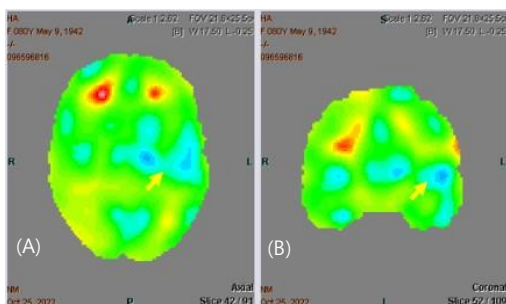 HA
F 080Y May 9, 1942
-/-
096596816
A
Scale 1:2.62 FOV 21.8x25.5
[B] W 17.50 L -0.25
R
L
(A)
NM
Oct 25, 2022
P
Axial
Slice 42 / 91
HA
F 080Y May 9, 1942
-/-
096596816
S
Scale 1:2.62 FOV 21.8x25.5
[B] W 17.50 L -0.25
R
L
(B)
NM
Oct 25, 2022
I
Coronal
Slice 52 / 109